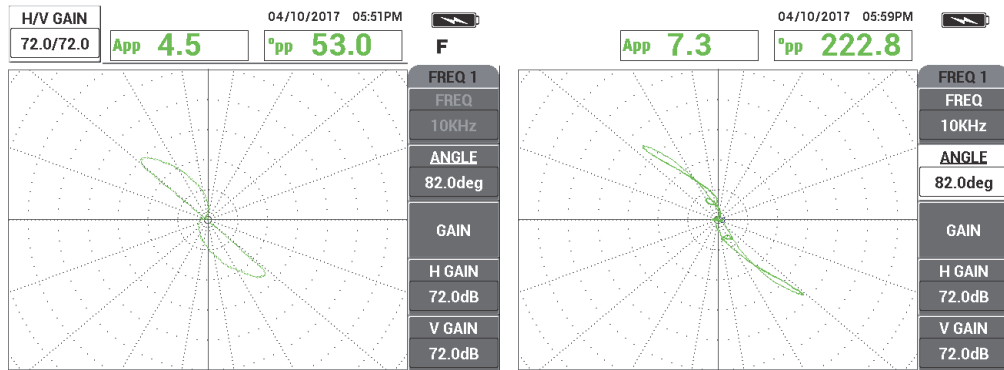 H/V GAIN
72.0/72.0
04/10/2017 05:51PM
App 4.5
°pp 53.0
F
FREQ 1
FREQ
10KHz
ANGLE
82.0deg
GAIN
H GAIN
72.0dB
V GAIN
72.0dB
04/10/2017 05:59PM
App 7.3
°pp 222.8
FREQ 1
FREQ
10KHz
ANGLE
82.0deg
GAIN
H GAIN
72.0dB
V GAIN
72.0dB